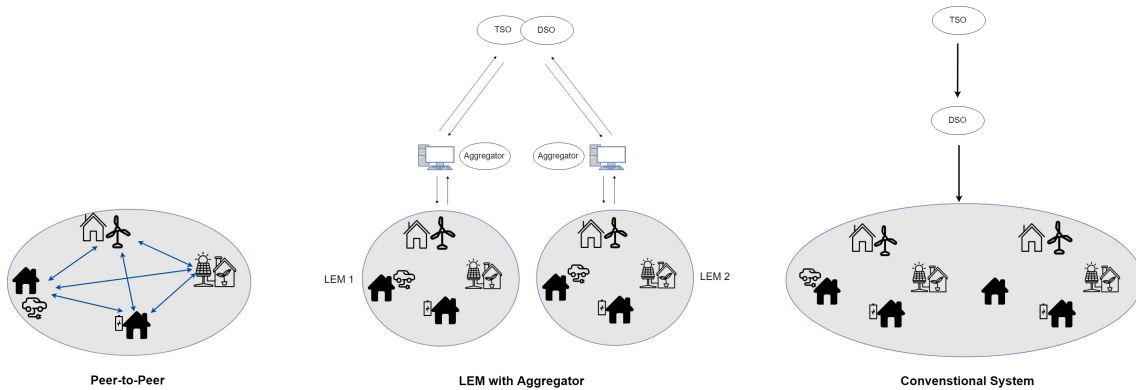 TSO
DSO
TSO
DSO
Aggregator
Aggregator
LEM 1
LEM 2
Peer-to-Peer
LEM with Aggregator
Convenstional System